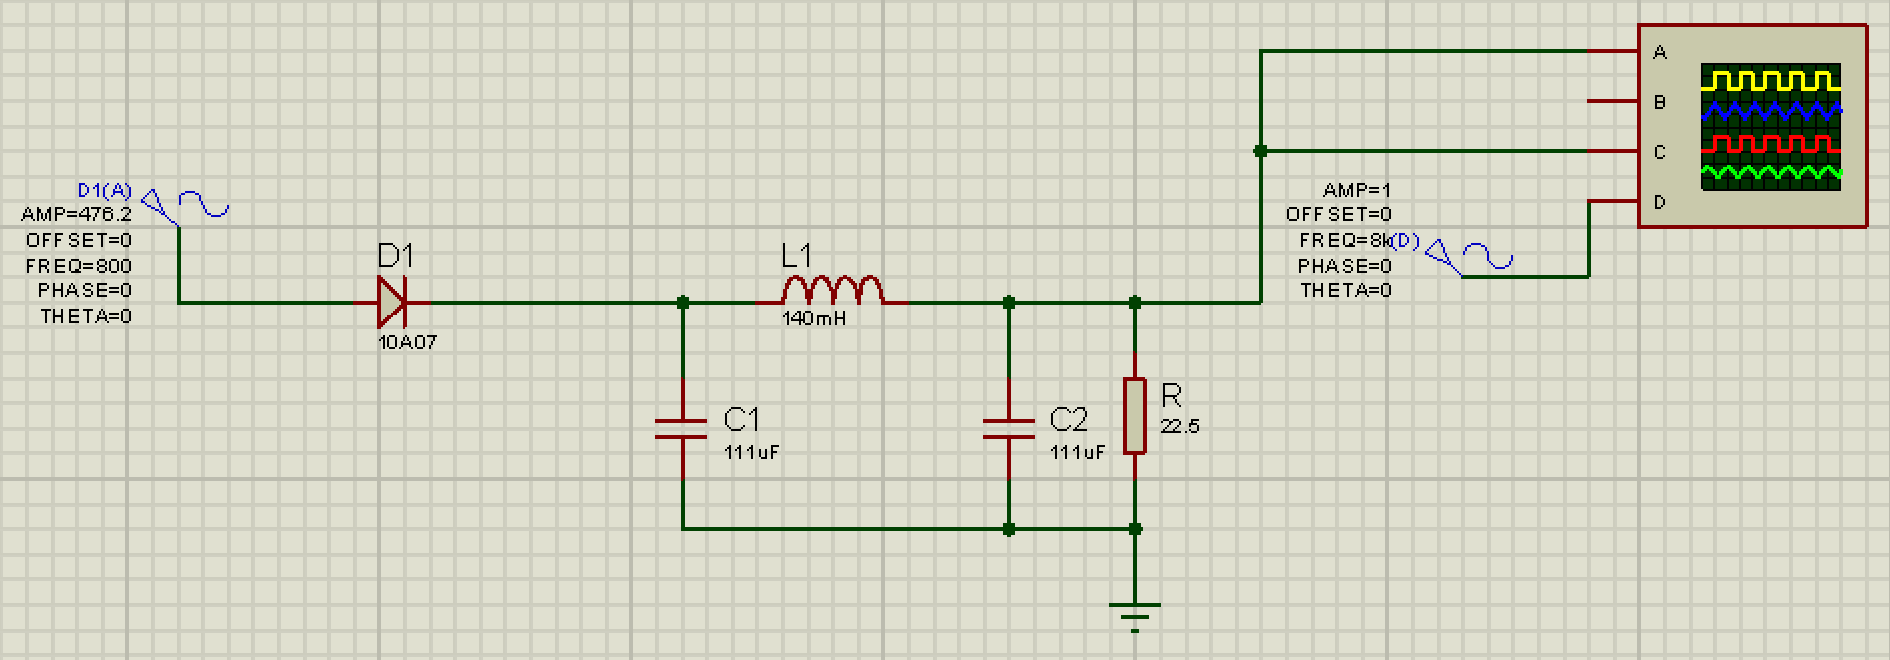 D1(A)
AMP=476.2
OFFSET=0
FREQ=800
PHASE=0
THETA=0
D1
10A07
L1
140mH
C1
111uF
C2
111uF
R
22.5
AMP=1
OFFSET=0
FREQ=8k
(D)
PHASE=0
THETA=0
A
B
C
D